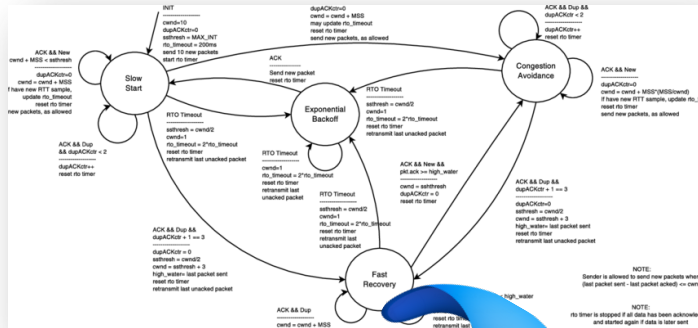 INIT
cwnd=10
dupACKctr=0
ssthresh = MAX_INT
rto_timeout = 200ms
send 10 new packets
start rto timer
dupACKctr=0
cwnd = cwnd + MSS
may update rto_timeout
reset rto timer
send new packets, as allowed
ACK && Dup &&
dupACKctr < 2
dupACKctr++
reset rto timer
ACK && New
cwnd + MSS < ssthresh
dupACKctr=0
cwnd = cwnd + MSS
if have new RTT sample,
update rto_timeout
reset rto timer
new packets, as allowed
Slow
Start
ACK
Send new packet
reset rto timer
Congestion
Avoidance
ACK && New
dupACKctr=0
cwnd = cwnd + MSS*(MSS/cwnd)
If have new RTT sample, update rto_
reset rto timer
send new packets, as allowed
Exponential
Backoff
RTO Timeout
ssthresh = cwnd/2
cwnd=1
rto_timeout = 2*rto_timeout
reset rto timer
retransmit last unacked packet
RTO Timeout
ssthresh = cwnd/2
cwnd=1
rto_timeout = 2*rto_timeout
reset rto timer
retransmit last unacked packet
ACK && Dup
&& dupACKctr < 2
dupACKctr++
reset rto timer
RTO Timeout
cwnd=1
rto_timeout = 2*rto_timeout
reset rto timer
retransmit last
unacked packet
ACK && New &&
pkt.ack >= high_water
cwnd = sshthresh
dupACKctr = 0
reset rto timer
RTO Timeout
ssthresh = cwnd/2
cwnd=1
rto_timeout = 2*rto_timeout
reset rto timer
retransmit last
unacked packet
ACK && Dup &&
dupACKctr + 1 == 3
dupACKctr=0
ssthresh = cwnd/2
cwnd = ssthresh + 3
high_water= last packet sent
reset rto timer
retransmit last unacked packet
ACK && Dup &&
dupACKctr + 1 == 3
dupACKctr = 0
ssthresh = cwnd/2
cwnd = ssthresh + 3
high_water= last packet sent
reset rto timer
retransmit last unacked packet
Fast
Recovery
ACK && Dup
cwnd = cwnd + MSS
high_water
reset rto
NOTE:
Sender is allowed to send new packets when
(last packet sent - last packet acked) <= cwn
NOTE:
rto timer is stopped if all data has been acknow
and started again if data is later sent